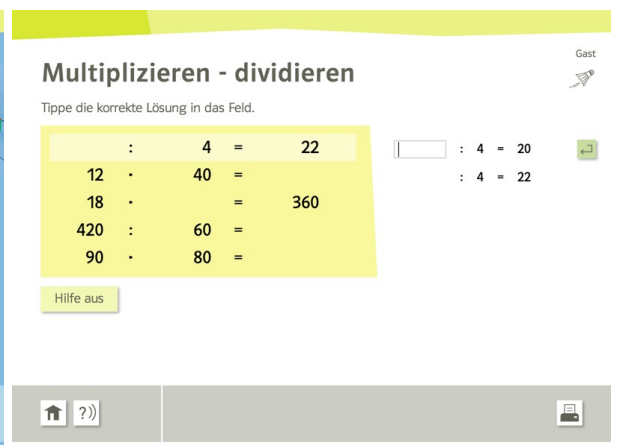 Gast
Multiplizieren - dividieren
Tippe die korrekte Lösung in das Feld.
: 4 = 22
12 · 40 =
18 · = 360
420 : 60 =
90 · 80 =
: 4 = 20
: 4 = 22
Hilfe aus
?))